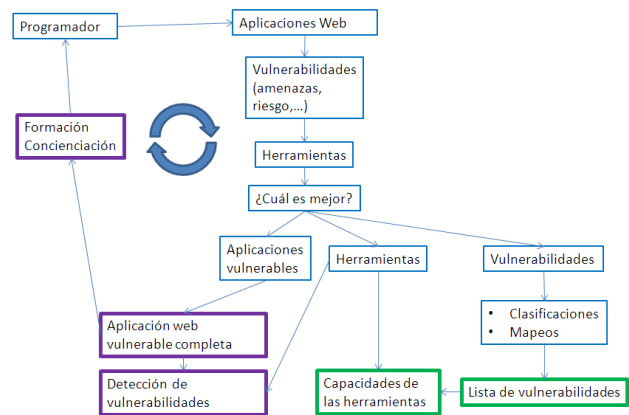 Programador
Aplicaciones Web
Vulnerabilidades
(amenazas,
riesgo,...)
Formación
Concienciación
Herramientas
¿Cuál es mejor?
Aplicaciones
vulnerables
Herramientas
Vulnerabilidades
• Clasificaciones
• Mapeos
Aplicación web
vulnerable completa
Detección de
vulnerabilidades
Capacidades de
las herramientas
Lista de vulnerabilidades